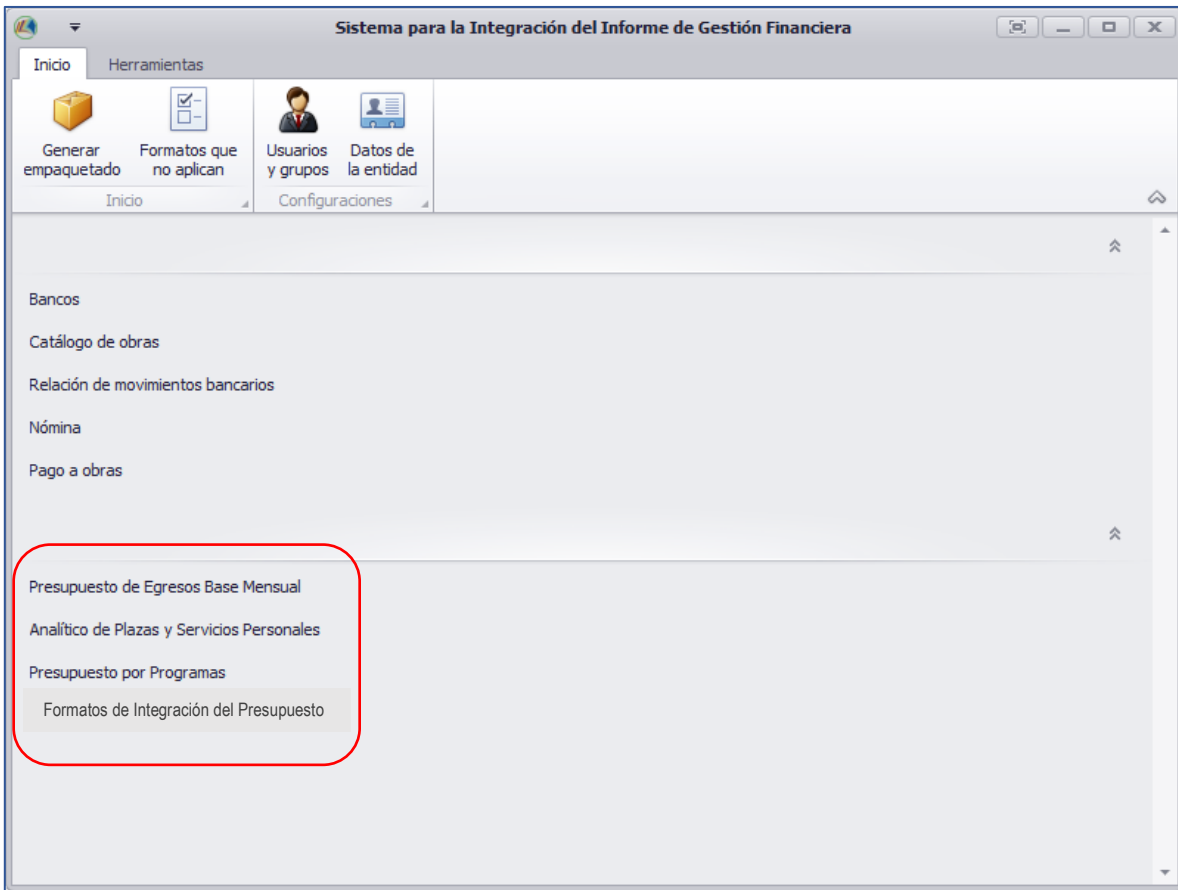 Sistema para la Integración del Informe de Gestión Financiera
Inicio Herramientas
Generar empaquetado
Formatos que no aplican
Usuarios y grupos
Datos de la entidad
Inicio Configuraciones
Bancos
Catálogo de obras
Relación de movimientos bancarios
Nómina
Pago a obras
Presupuesto de Egresos Base Mensual
Analítico de Plazas y Servicios Personales
Presupuesto por Programas
Formatos de Integración del Presupuesto